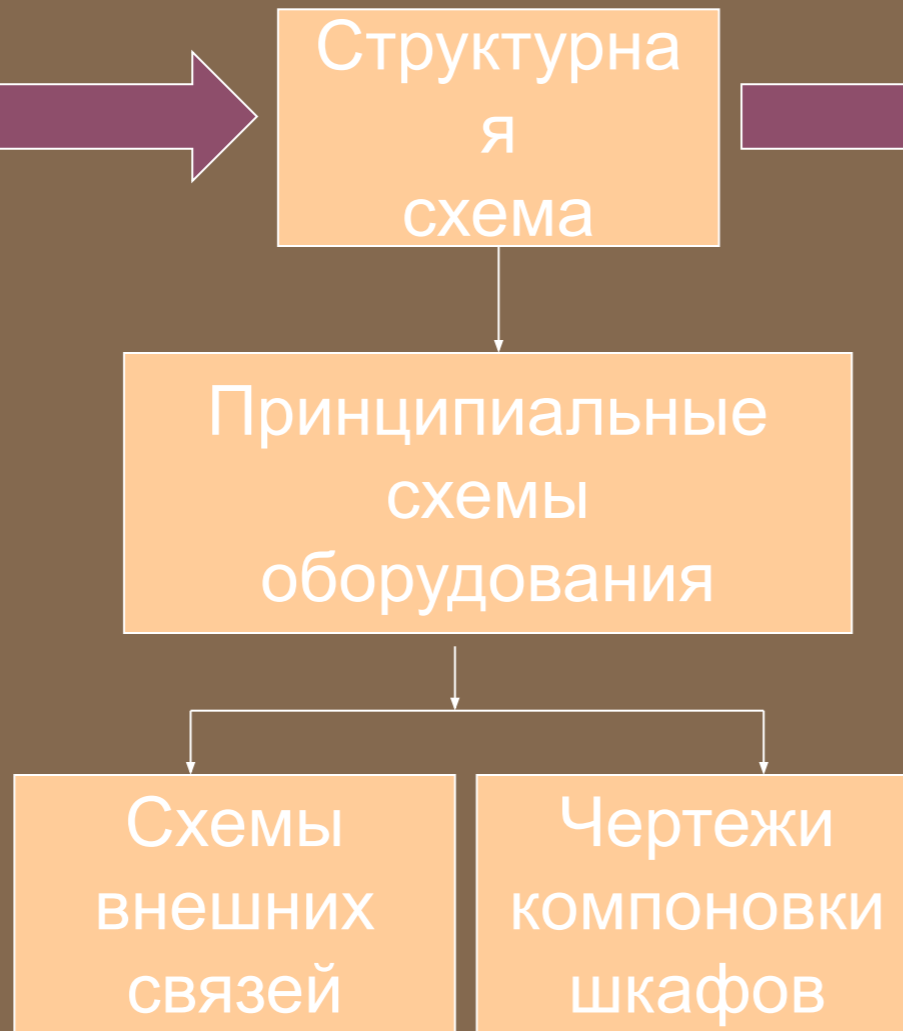 Структурна
я
схема
Принципиальные
схемы
оборудования
Схемы
внешних
связей
Чертежи
компоновки
шкафов